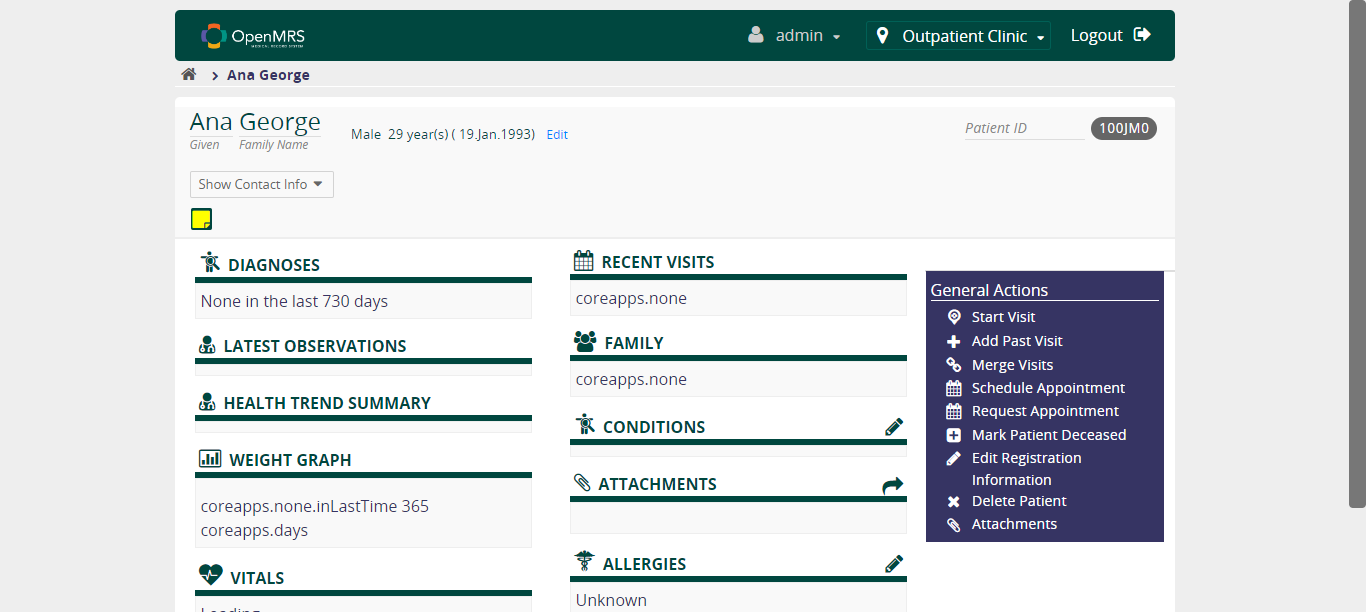 OpenMRS
MEDICAL RECORD SYSTEM
admin
Outpatient Clinic
Logout
Ana George
Ana George
Given Family Name
Male 29 year(s) ( 19.Jan.1993) Edit
Patient ID 100JM0
Show Contact Info
DIAGNOSES
None in the last 730 days
LATEST OBSERVATIONS
HEALTH TREND SUMMARY
WEIGHT GRAPH
coreapps.none.inLastTime 365
coreapps.days
VITALS
Loading
RECENT VISITS
coreapps.none
FAMILY
coreapps.none
CONDITIONS
ATTACHMENTS
ALLERGIES
Unknown
General Actions
Start Visit
Add Past Visit
Merge Visits
Schedule Appointment
Request Appointment
Mark Patient Deceased
Edit Registration
Information
Delete Patient
Attachments